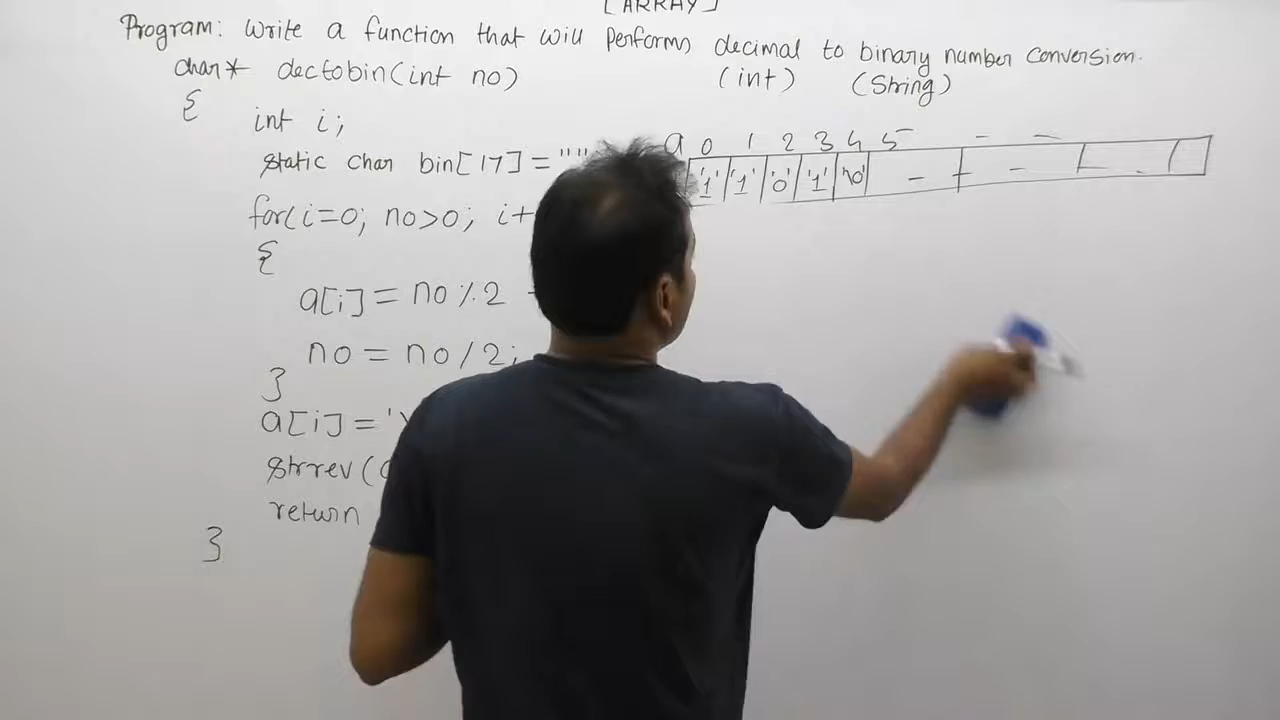 [ARRAY]
Program: Write a function that will performs decimal to binary number conversion.
char* dectobin(int no) (int) (String)
{
int i;
static char bin[17]=""
a 0 1 2 3 4 5 - -
'1' '1' '0' '1' '\0' - - -
for(i=0; no>0; i+
{
a[i]=no%2
no=no/2;
}
a[i]='\
strrev(
return
}